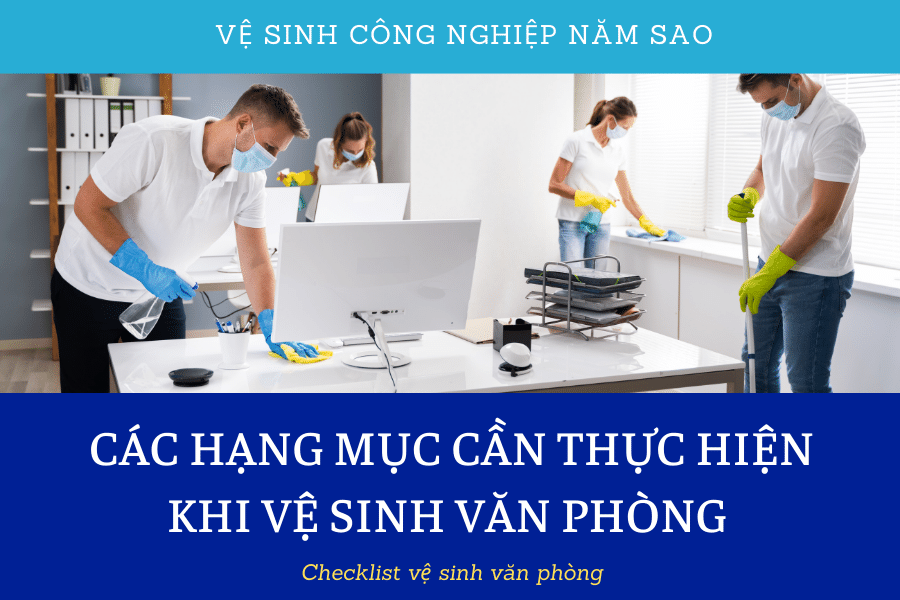 VỆ SINH CÔNG NGHIỆP NĂM SAO
CÁC HẠNG MỤC CẦN THỰC HIỆN
KHI VỆ SINH VĂN PHÒNG
Checklist vệ sinh văn phòng